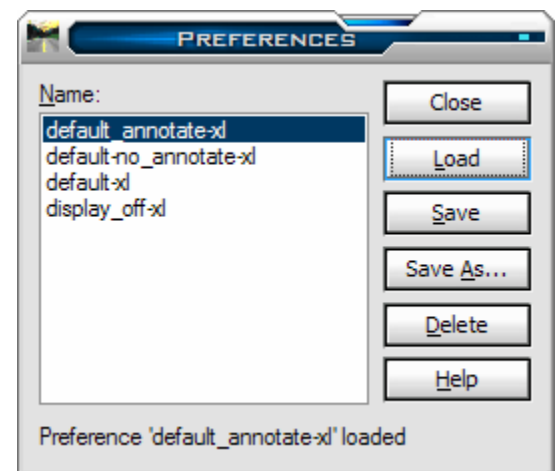 PREFERENCES
Name:
default_annotate-xl
default-no_annotate-xl
default-xl
display_off-xl
Close
Load
Save
Save As...
Delete
Help
Preference 'default_annotate-xl' loaded